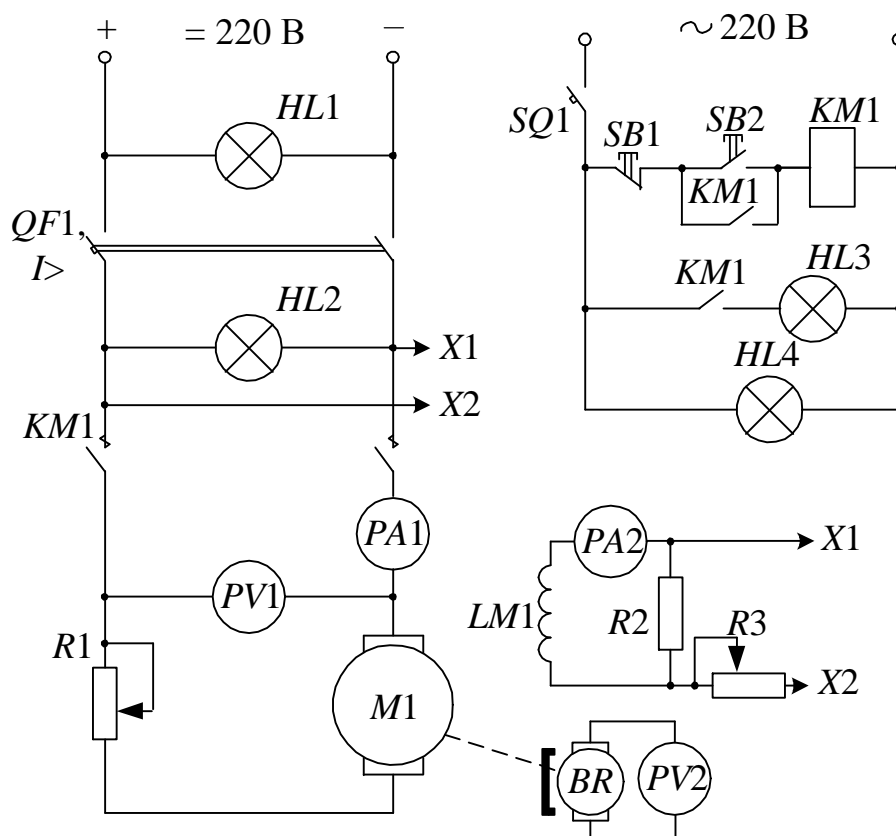 + = 220 В −
∼ 220 В
HL1
SQ1
SB1
SB2
KM1
KM1
QF1,
I>
HL2
KM1
HL3
X1
HL4
X2
KM1
PA1
PA2
X1
PV1
LM1
R2
R3
R1
X2
M1
BR
PV2